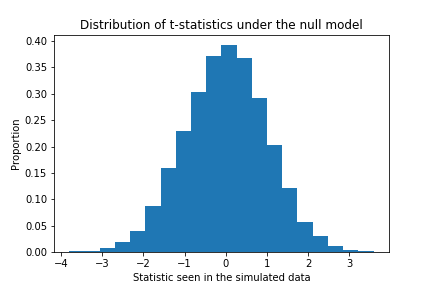 Distribution of t-statistics under the null model
0.40
0.35
0.30
0.25
0.20
0.15
0.10
0.05
0.00
Proportion
−4 −3 −2 −1 0 1 2 3
Statistic seen in the simulated data